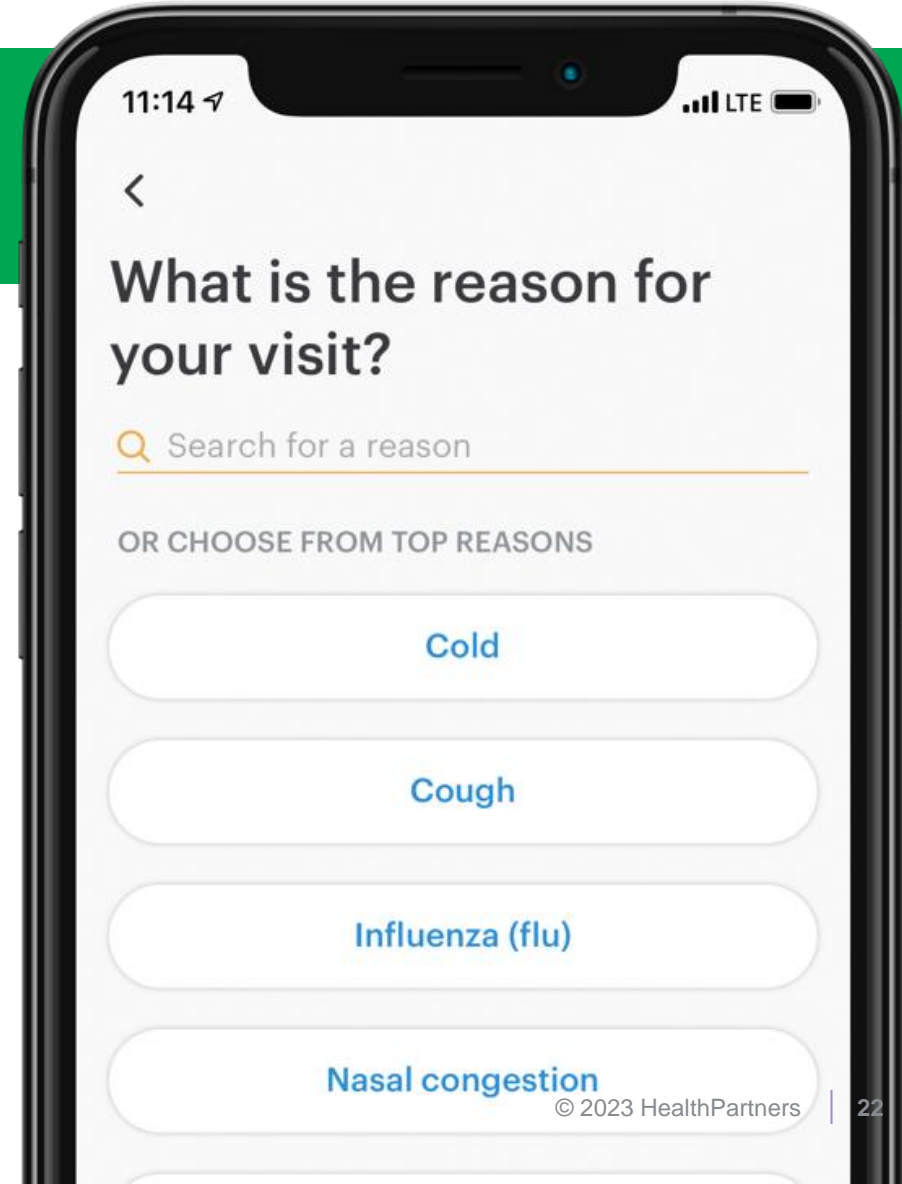 11:14
LTE
What is the reason for
your visit?
Search for a reason
OR CHOOSE FROM TOP REASONS
Cold
Cough
Influenza (flu)
Nasal congestion
© 2023 HealthPartners | 22